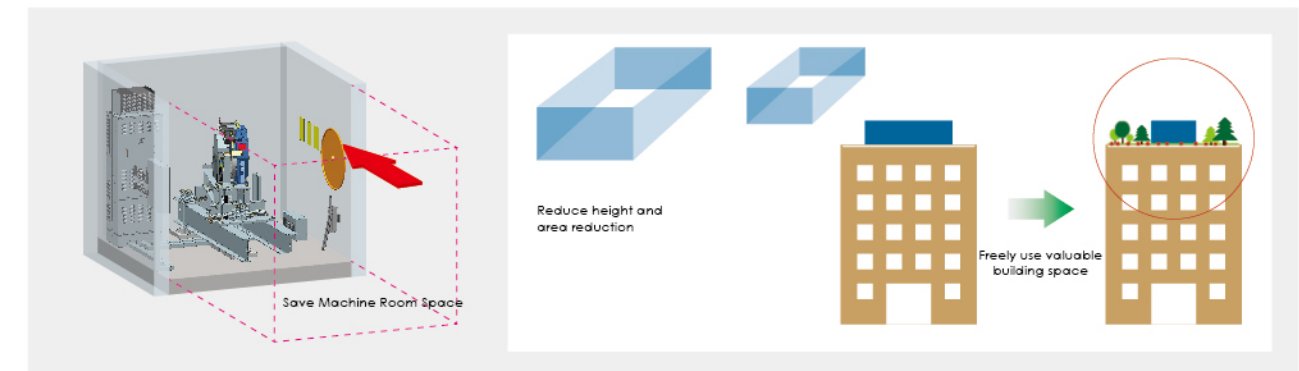 Save Machine Room Space
Reduce height and
area reduction
Freely use valuable
building space